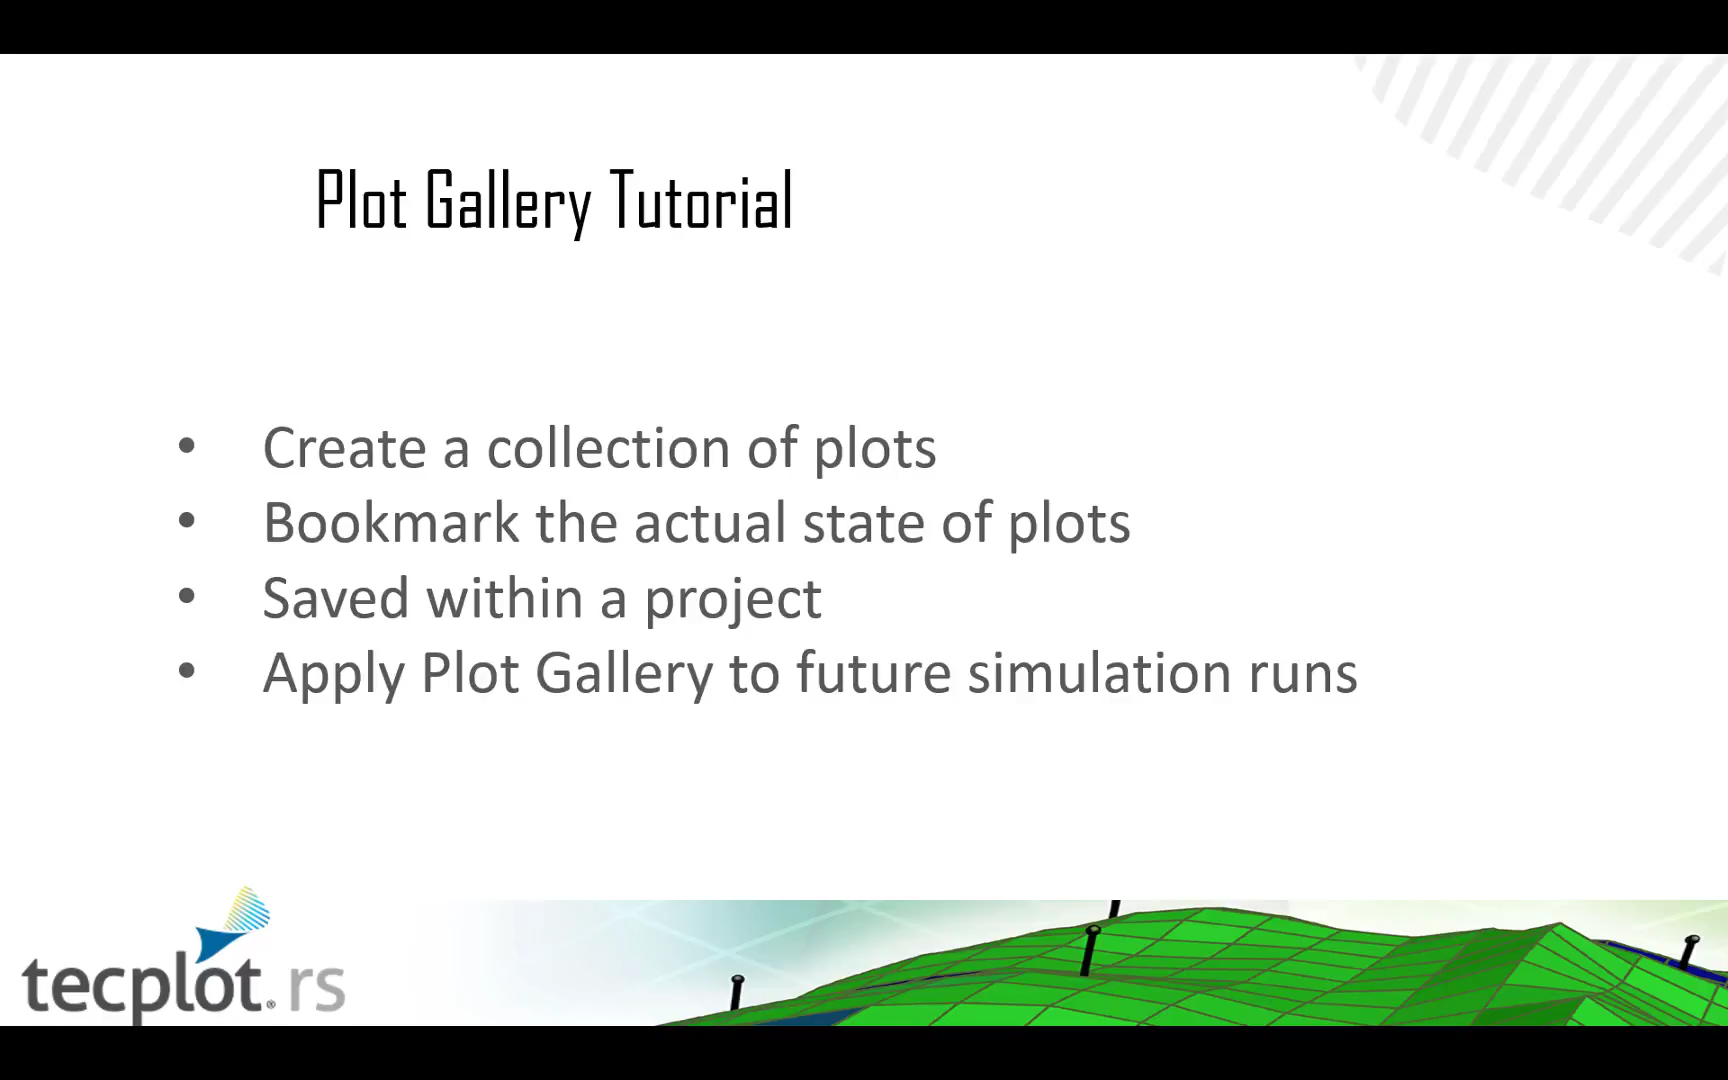 Plot Gallery Tutorial
• Create a collection of plots
• Bookmark the actual state of plots
• Saved within a project
• Apply Plot Gallery to future simulation runs
tecplot® rs